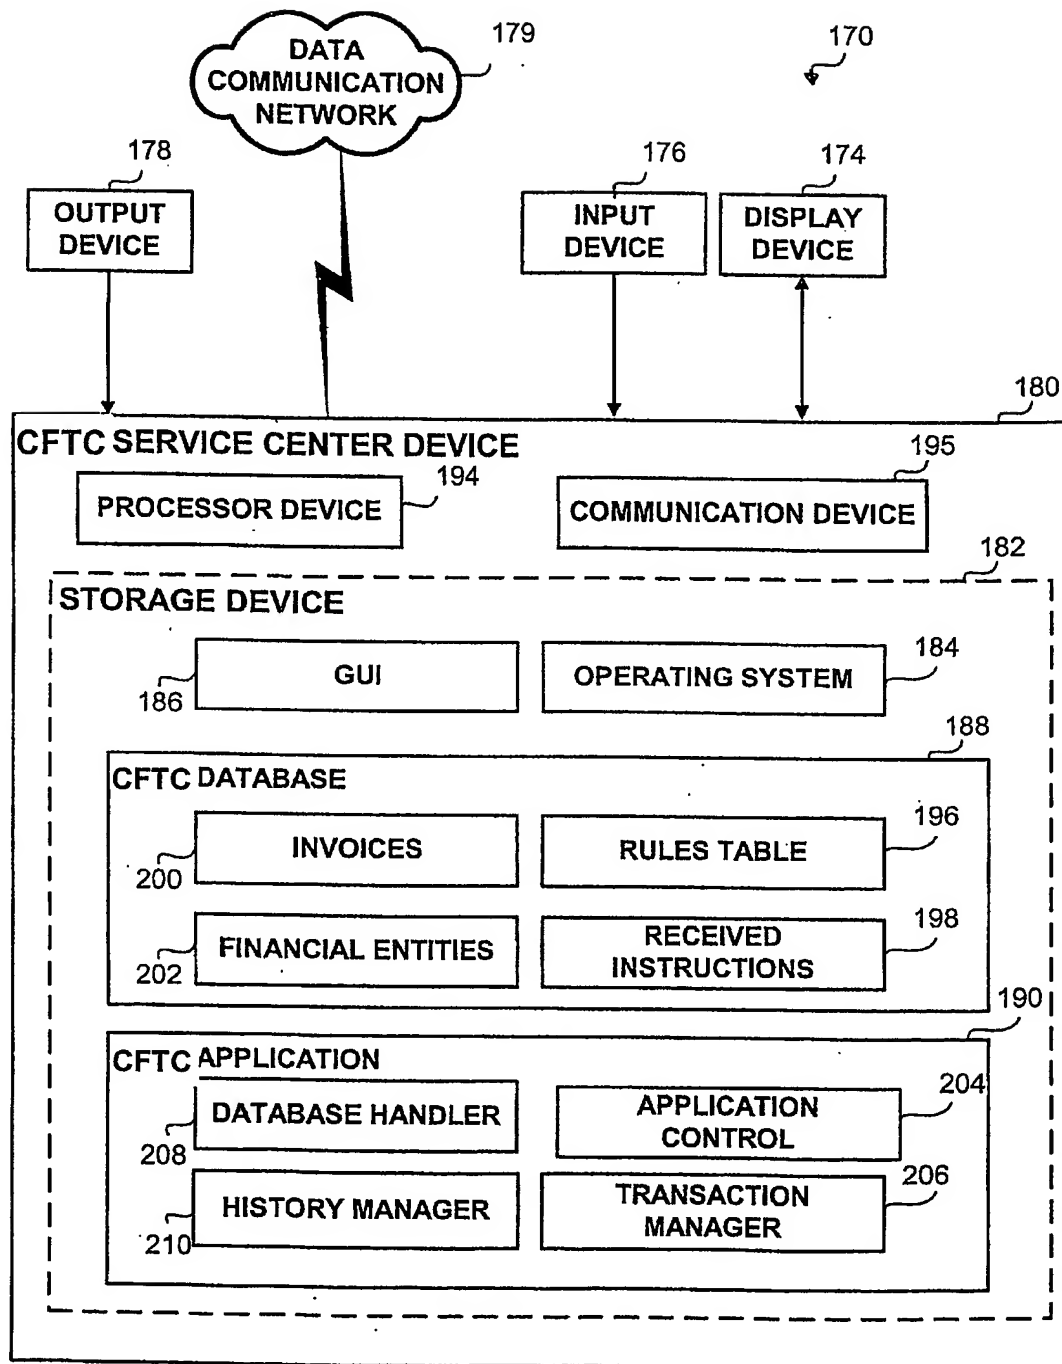 DATA
COMMUNICATION
NETWORK
179
170
178
176
174
OUTPUT
DEVICE
INPUT
DEVICE
DISPLAY
DEVICE
180
CFTC SERVICE CENTER DEVICE
194
195
PROCESSOR DEVICE
COMMUNICATION DEVICE
182
STORAGE DEVICE
GUI
186
OPERATING SYSTEM
184
188
CFTC DATABASE
INVOICES
200
RULES TABLE
196
FINANCIAL ENTITIES
202
RECEIVED
INSTRUCTIONS
198
190
CFTC APPLICATION
DATABASE HANDLER
208
APPLICATION
CONTROL
204
HISTORY MANAGER
210
TRANSACTION
MANAGER
206